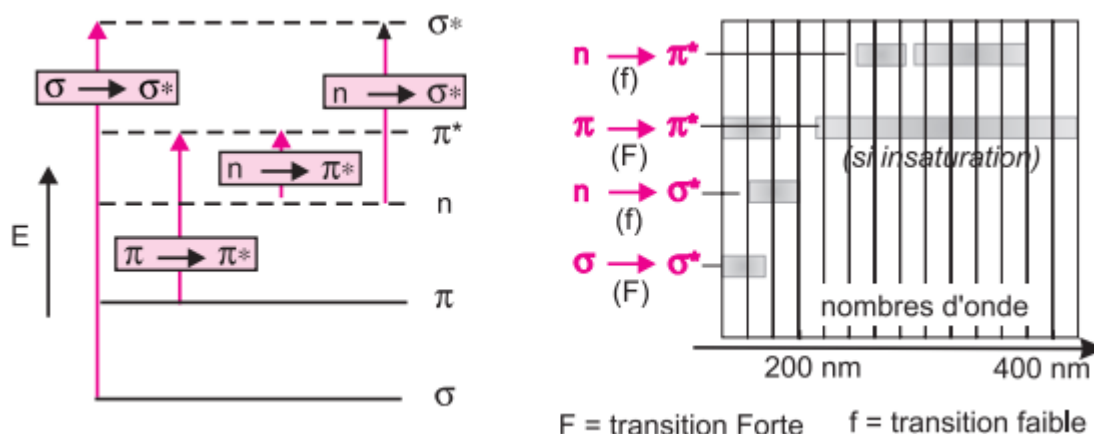 σ*
σ → σ*
n → σ*
π*
n → π*
n
E
π → π*
π
σ
n → π*
(f)
π → π*
(F)
(si insaturation)
n → σ*
(f)
σ → σ*
(F)
nombres d'onde
200 nm
400 nm
F = transition Forte
f = transition faible